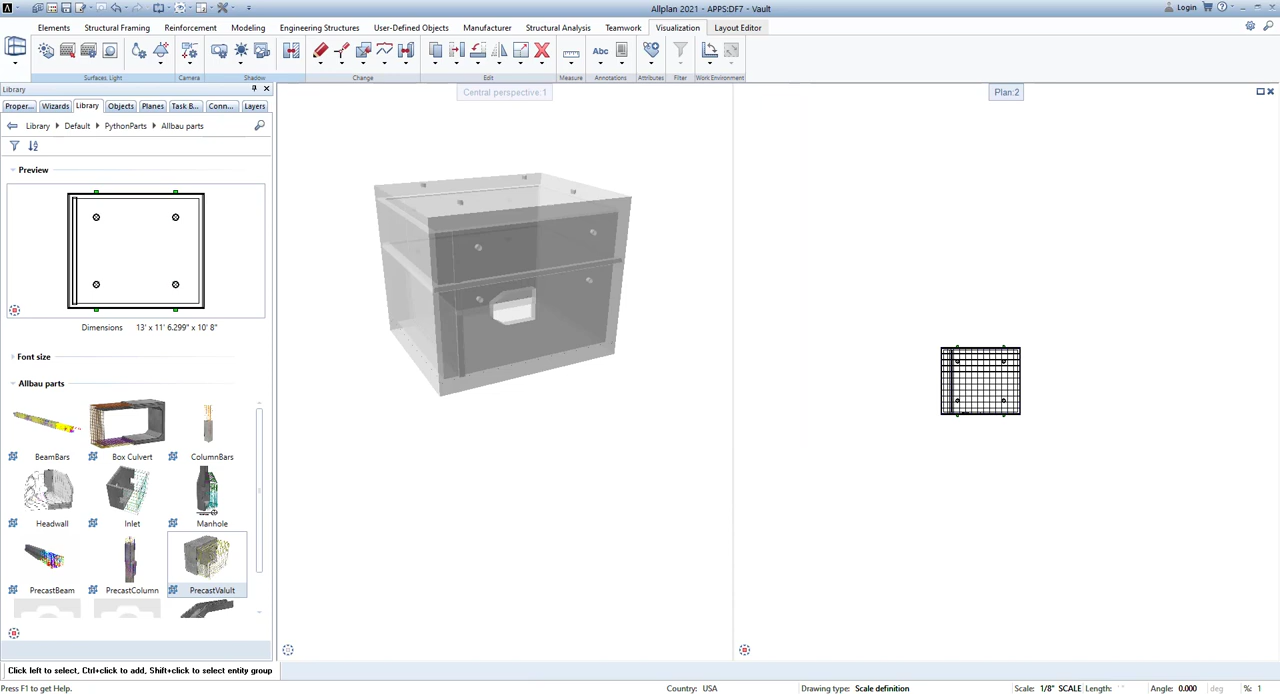 Allplan 2021 - APPS:DF7 - Vault
Login
Elements Structural Framing Reinforcement Modeling Engineering Structures User-Defined Objects Manufacturer Structural Analysis Teamwork Visualization Layout Editor
Abc
Surfaces, Light Camera Shadow Change Edit Measure Annotations Attributes Filter Work Environment
Library
Proper... Wizards Library Objects Planes Task B... Conn... Layers
Library Default PythonParts Allbau parts
Preview
Dimensions 13' x 11' 6.299" x 10' 8"
Font size
Allbau parts
BeamBars Box Culvert ColumnBars
Headwall Inlet Manhole
PrecastBeam PrecastColumn PrecastValult
Central perspective:1
Plan:2
Click left to select, Ctrl+click to add, Shift+click to select entity group
Press F1 to get Help. Country: USA Drawing type: Scale definition Scale: 1/8" SCALE Length: ' " Angle: 0.000 deg %: 1